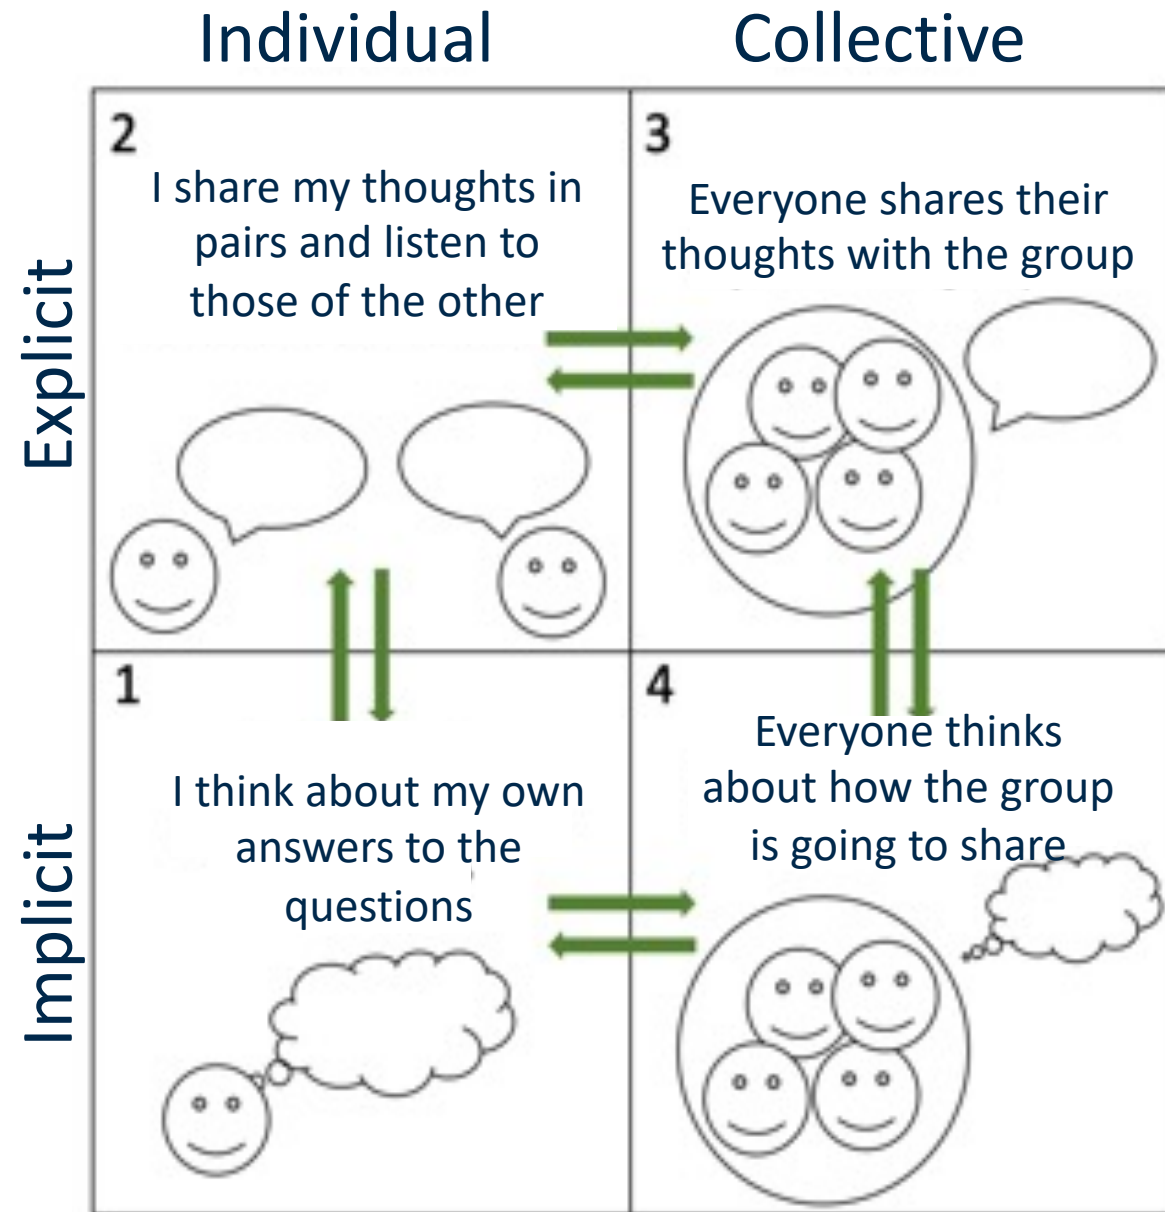 Individual
Collective
Explicit
2
I share my thoughts in
pairs and listen to
those of the other
3
Everyone shares their
thoughts with the group
Implicit
1
I think about my own
answers to the
questions
4
Everyone thinks
about how the group
is going to share